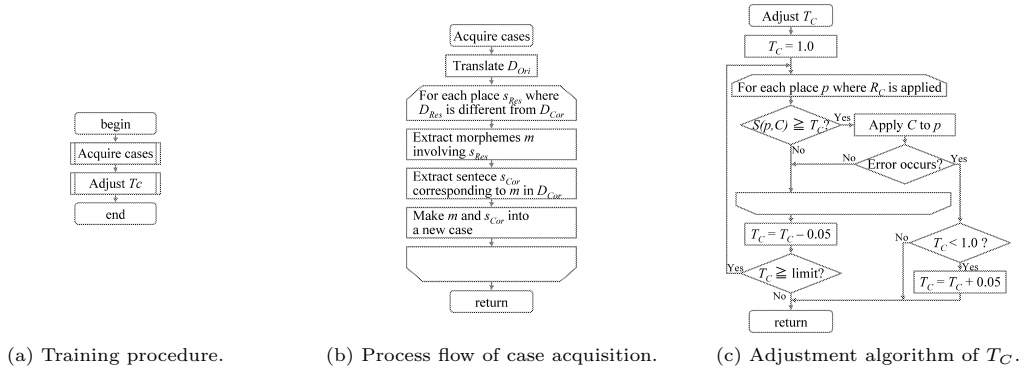 begin
Acquire cases
Adjust Tc
end
(a) Training procedure.
Acquire cases
Translate D_Ori
For each place s_Res where
D_Res is different from D_Cor
Extract morphemes m
involving s_Res
Extract sentece s_Cor
corresponding to m in D_Cor
Make m and s_Cor into
a new case
return
(b) Process flow of case acquisition.
Adjust T_C
T_C = 1.0
For each place p where R_C is applied
S(p,C) ≧ T_C?
Yes
Apply C to p
No
Error occurs?
No
Yes
T_C = T_C – 0.05
T_C < 1.0 ?
No
Yes
T_C ≧ limit?
Yes
No
T_C = T_C + 0.05
return
(c) Adjustment algorithm of T_C.